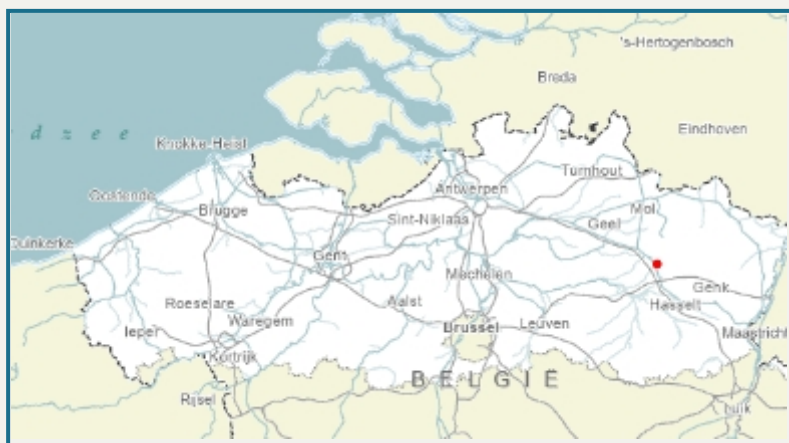 's-Hertogenbosch
Breda
dzee
Eindhoven
Knokke-Heist
Turnhout
Antwerpen
Oostende
Brugge
Mol
Sint-Niklaas
Geel
Duinkerke
Gent
Mechelen
Genk
Roeselare
Aalst
Hasselt
Waregem
Ieper
Brussel
Leuven
Maastricht
Kortrijk
BELGIË
Rijsel
Luik